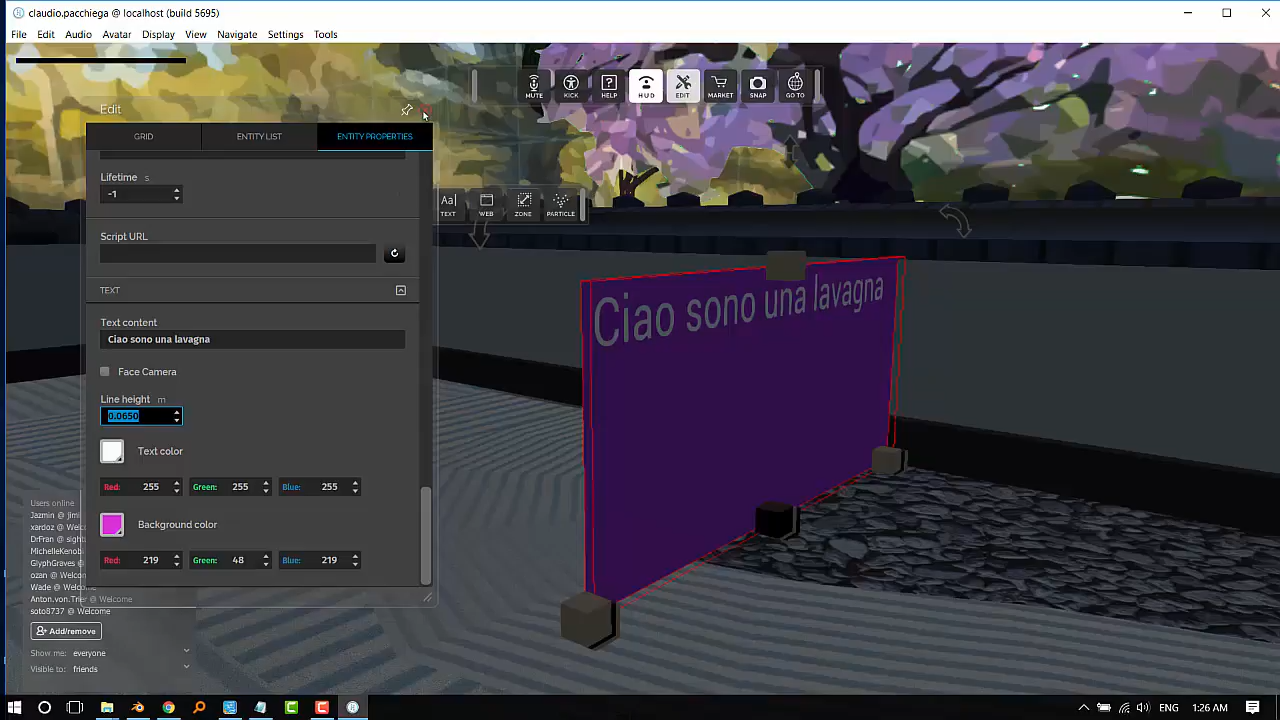 claudio.pacchiega @ localhost (build 5695)
File Edit Audio Avatar Display View Navigate Settings Tools
MUTE KICK HELP HUD EDIT MARKET SNAP GO TO
Edit
GRID ENTITY LIST ENTITY PROPERTIES
Lifetime s
-1
Aa| TEXT WEB ZONE PARTICLE
Script URL
TEXT
Text content
Ciao sono una lavagna
Face Camera
Line height m
0.0650
Text color
Red: 255 Green: 255 Blue: 255
Background color
Red: 219 Green: 48 Blue: 219
Ciao sono una lavagna
Users online
Jazmin @
xardoz @
DrFran @
GlyphGraves @
ozan @
Wade @ Welcome
Anton.von.Trier @ Welcome
soto8737 @ Welcome
Add/remove
Show me: everyone
Visible to: friends
ENG 1:26 AM